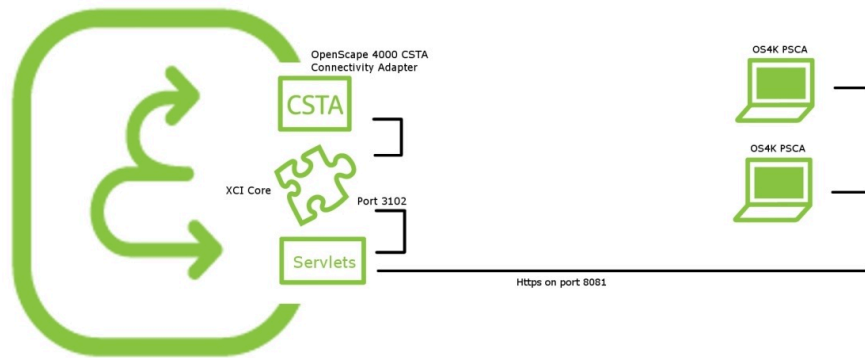 OpenScape 4000 CSTA
Connectivity Adapter
CSTA
XCI Core
Port 3102
Servlets
Https on port 8081
OS4K PSCA
OS4K PSCA